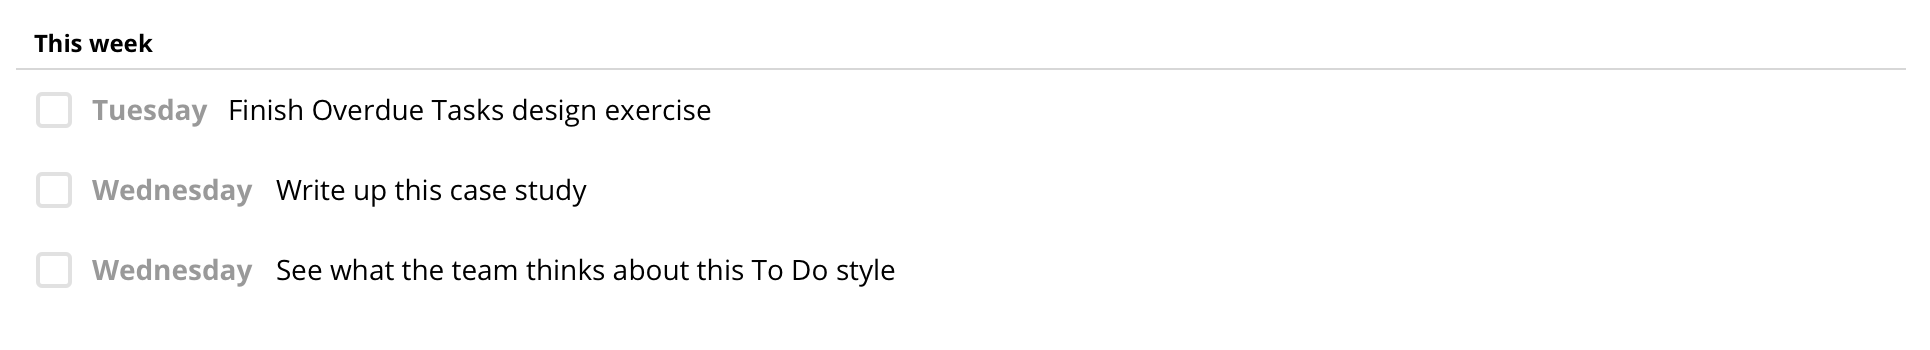 This week
Tuesday Finish Overdue Tasks design exercise
Wednesday Write up this case study
Wednesday See what the team thinks about this To Do style